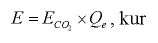 E = E_{CO_2} × Q_e, kur